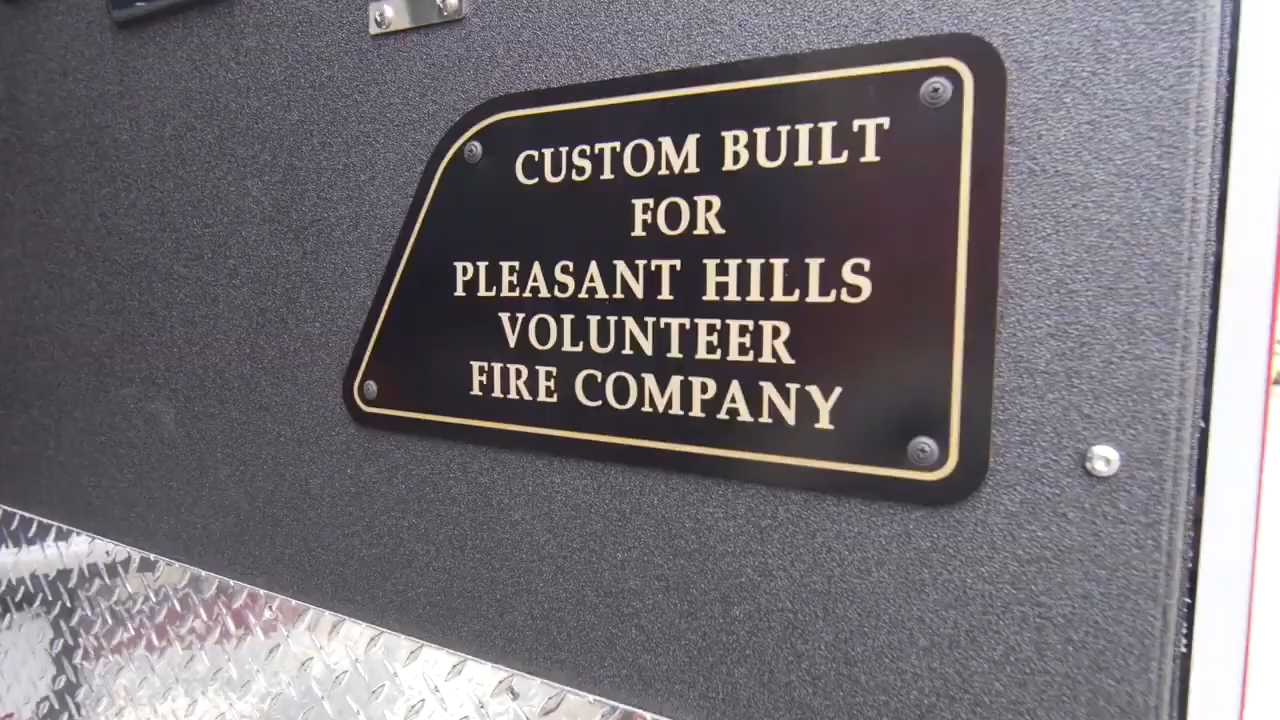 CUSTOM BUILT
FOR
PLEASANT HILLS
VOLUNTEER
FIRE COMPANY